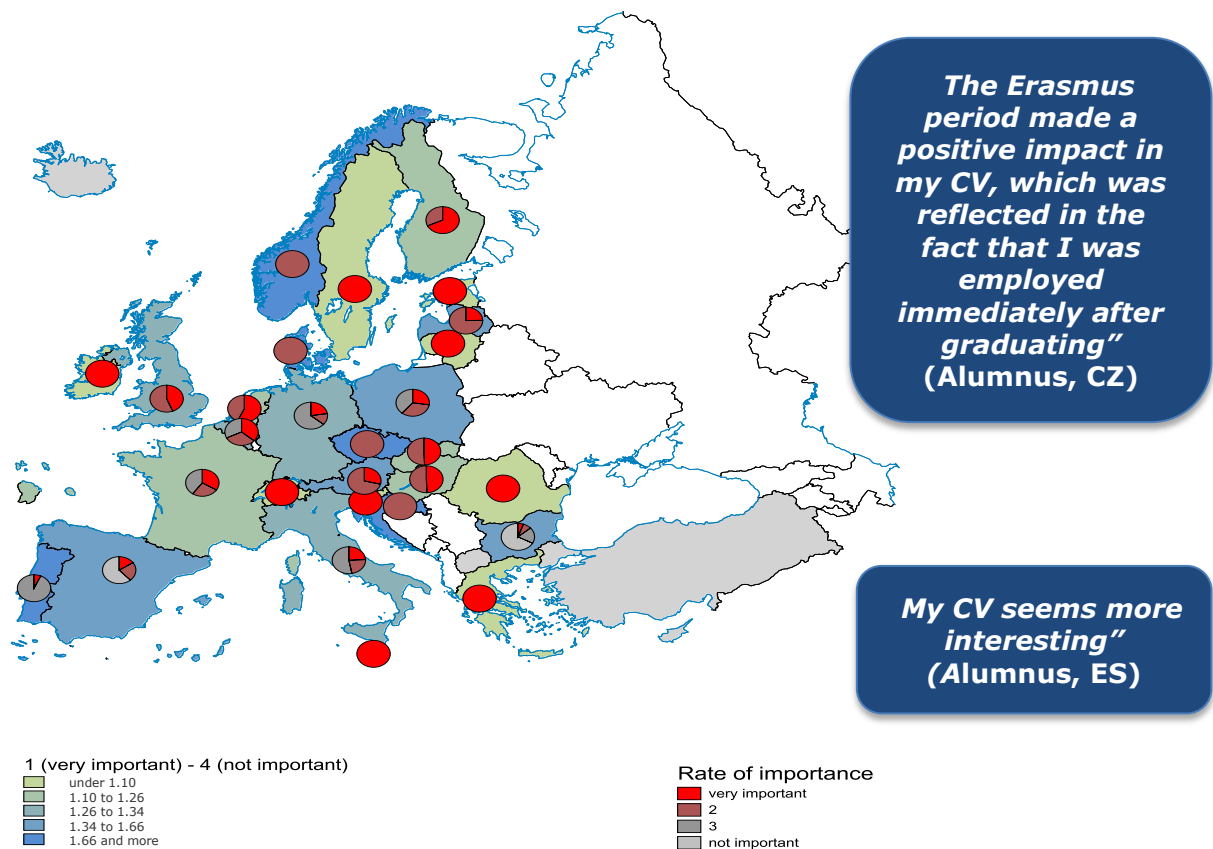 The Erasmus
period made a
positive impact in
my CV, which was
reflected in the
fact that I was
employed
immediately after
graduating”
(Alumnus, CZ)
My CV seems more
interesting”
(Alumnus, ES)
1 (very important) - 4 (not important)
under 1.10
1.10 to 1.26
1.26 to 1.34
1.34 to 1.66
1.66 and more
Rate of importance
very important
2
3
not important